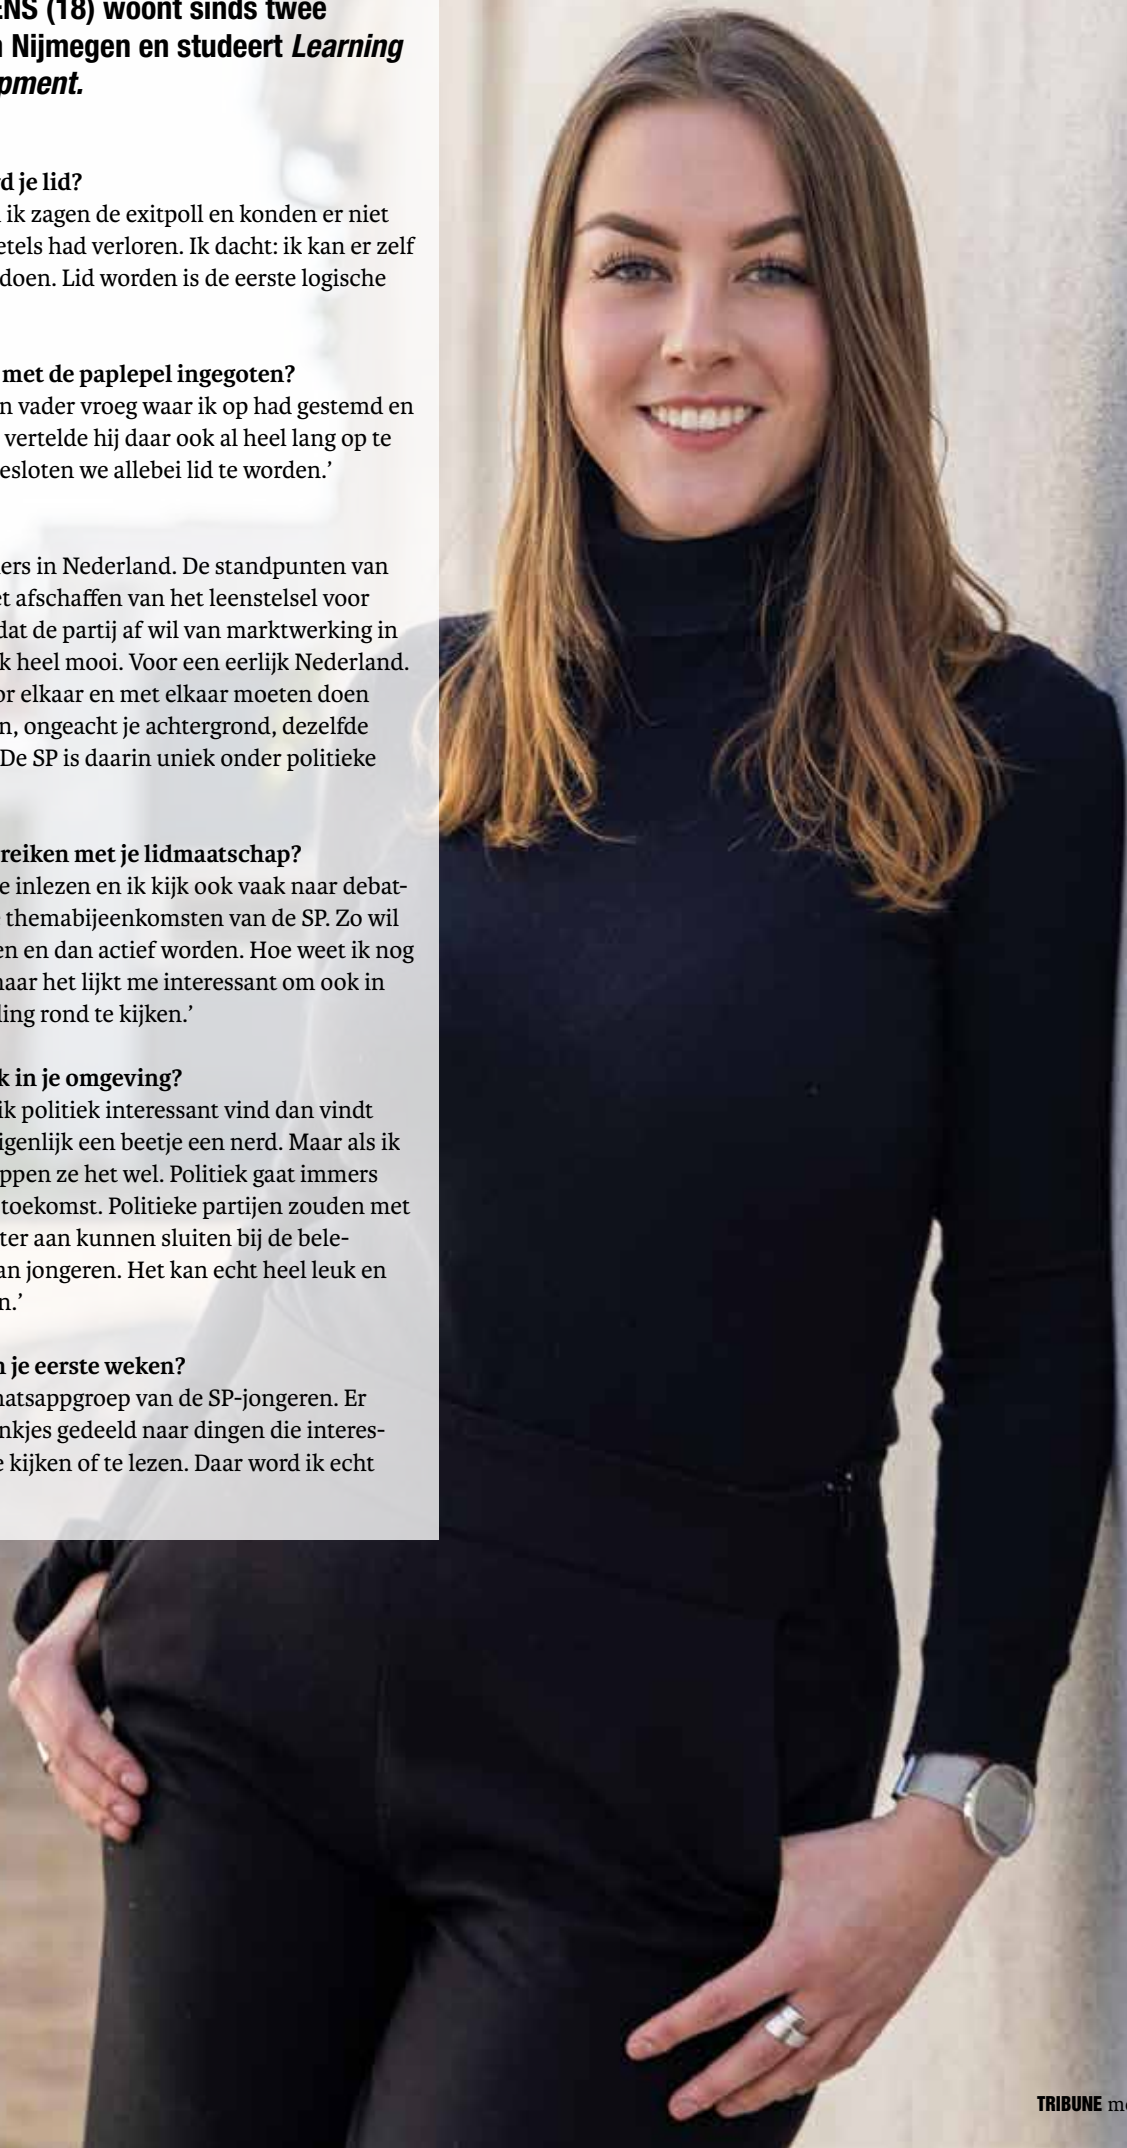 ENS (18) woont sinds twee
Nijmegen en studeert Learning
pment.
d je lid?
ik zagen de exitpoll en konden er niet
etels had verloren. Ik dacht: ik kan er zelf
doen. Lid worden is de eerste logische
met de paplepel ingegoten?
n vader vroeg waar ik op had gestemd en
vertelde hij daar ook al heel lang op te
esloten we allebei lid te worden.’
ers in Nederland. De standpunten van
et afschaffen van het leenstelsel voor
dat de partij af wil van marktwerking in
k heel mooi. Voor een eerlijk Nederland.
or elkaar en met elkaar moeten doen
n, ongeacht je achtergrond, dezelfde
De SP is daarin uniek onder politieke
reiken met je lidmaatschap?
e inlezen en ik kijk ook vaak naar debat-
themabijeenkomsten van de SP. Zo wil
en en dan actief worden. Hoe weet ik nog
naar het lijkt me interessant om ook in
ling rond te kijken.’
k in je omgeving?
ik politiek interessant vind dan vindt
igenlijk een beetje een nerd. Maar als ik
ppen ze het wel. Politiek gaat immers
toekomst. Politieke partijen zouden met
ter aan kunnen sluiten bij de bele-
an jongeren. Het kan echt heel leuk en
n.’
n je eerste weken?
hatsappgroep van de SP-jongeren. Er
nkjes gedeeld naar dingen die interes-
e kijken of te lezen. Daar word ik echt
TRIBUNE me